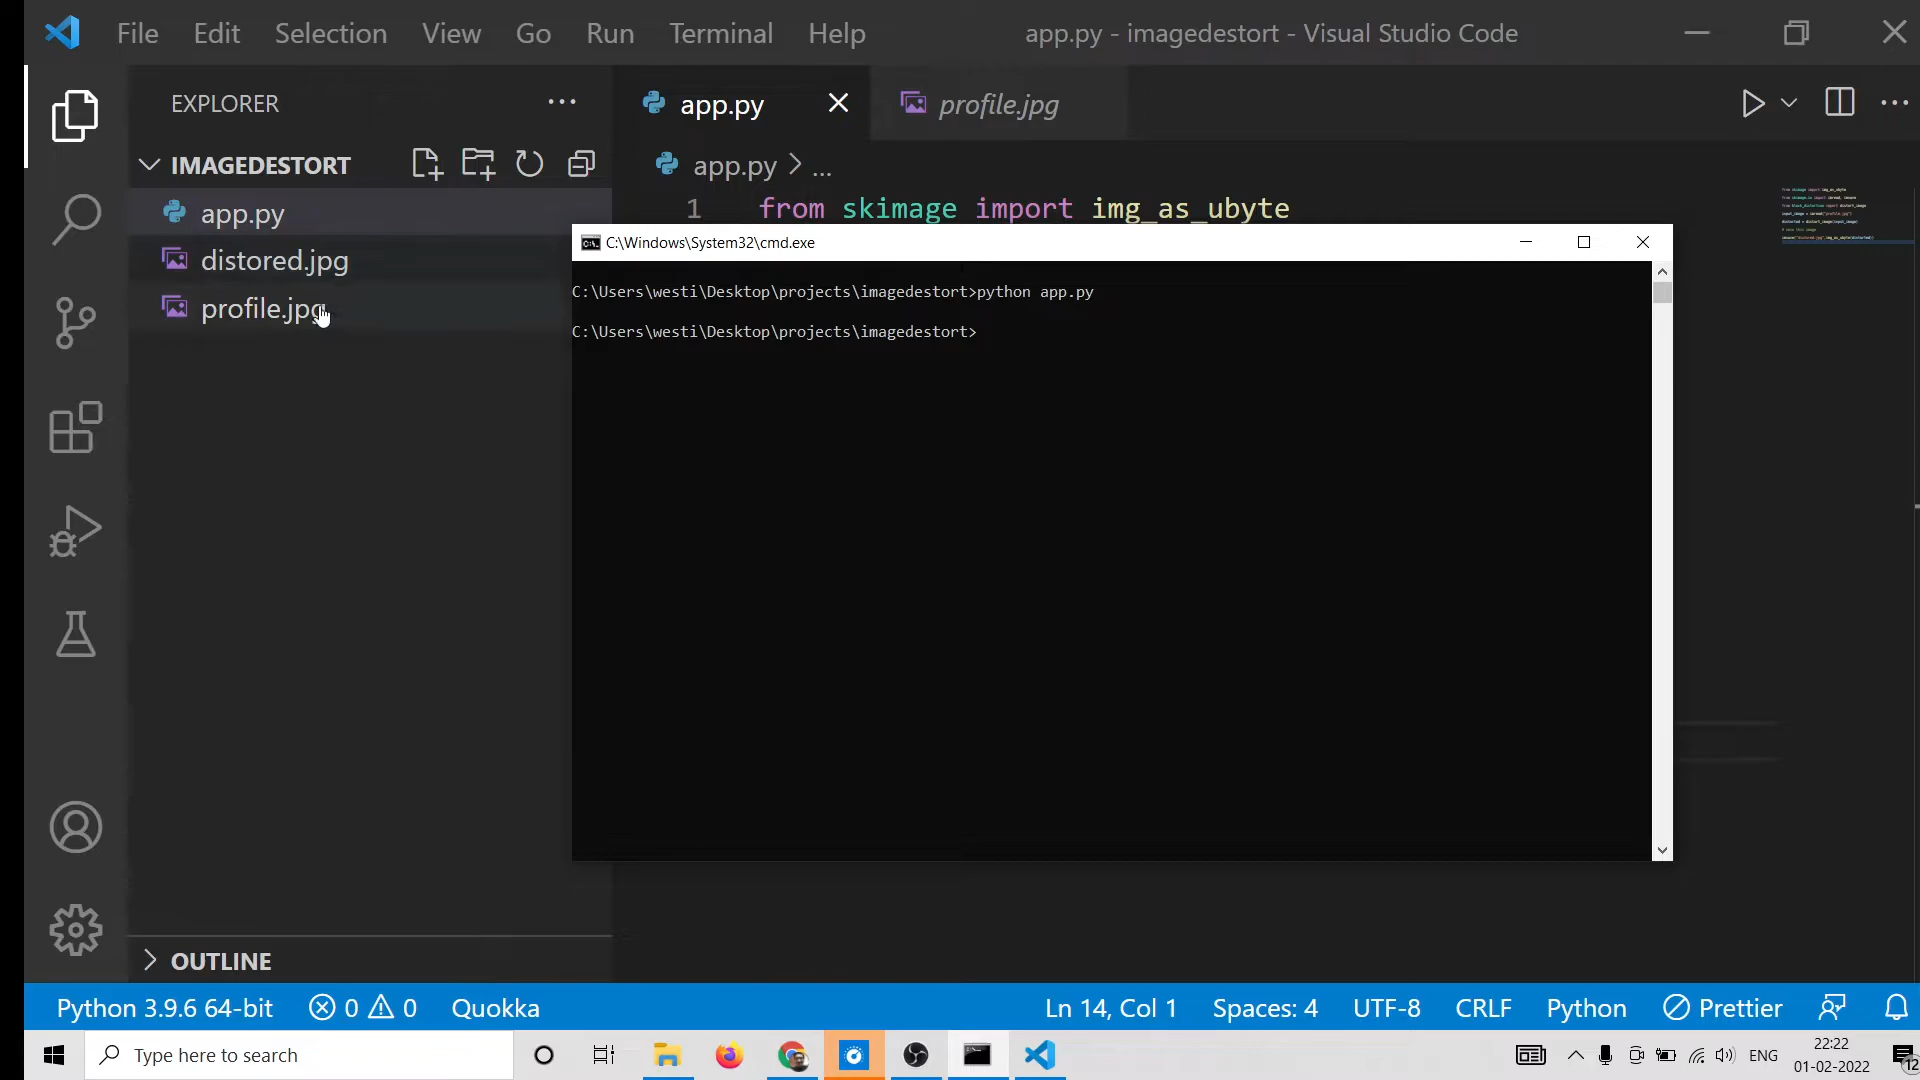 File Edit Selection View Go Run Terminal Help app.py - imagedestort - Visual Studio Code
EXPLORER
app.py
profile.jpg
IMAGEDESTORT
app.py > ...
app.py
1 from skimage import img_as_ubyte
distored.jpg
profile.jpg
C:\Windows\System32\cmd.exe
C:\Users\westi\Desktop\projects\imagedestort>python app.py
C:\Users\westi\Desktop\projects\imagedestort>
OUTLINE
Python 3.9.6 64-bit 0 0 Quokka Ln 14, Col 1 Spaces: 4 UTF-8 CRLF Python Prettier
Type here to search
ENG
22:22
01-02-2022
12